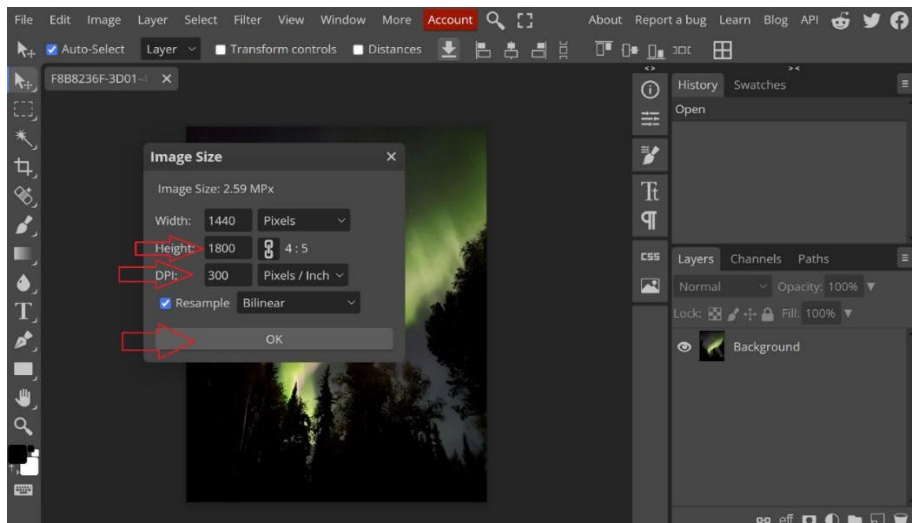 File Edit Image Layer Select Filter View Window More Account About Report a bug Learn Blog API
Auto-Select Layer Transform controls Distances
F8B8236F-3D01-
History Swatches
Open
Image Size
Image Size: 2.59 MPx
Width: 1440 Pixels
Height: 1800 4 : 5
DPI: 300 Pixels / Inch
Resample Bilinear
OK
CSS
Layers Channels Paths
Normal Opacity: 100%
Lock: Fill: 100%
Background
eff